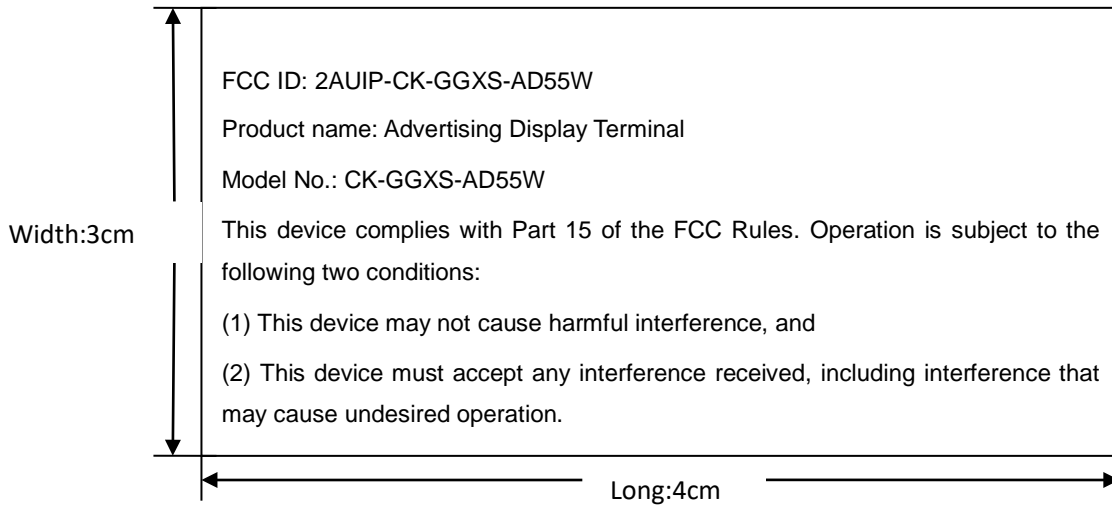 FCC ID: 2AUIP-CK-GGXS-AD55W
Product name: Advertising Display Terminal
Model No.: CK-GGXS-AD55W
Width:3cm
This device complies with Part 15 of the FCC Rules. Operation is subject to the
following two conditions:
(1) This device may not cause harmful interference, and
(2) This device must accept any interference received, including interference that
may cause undesired operation.
Long:4cm